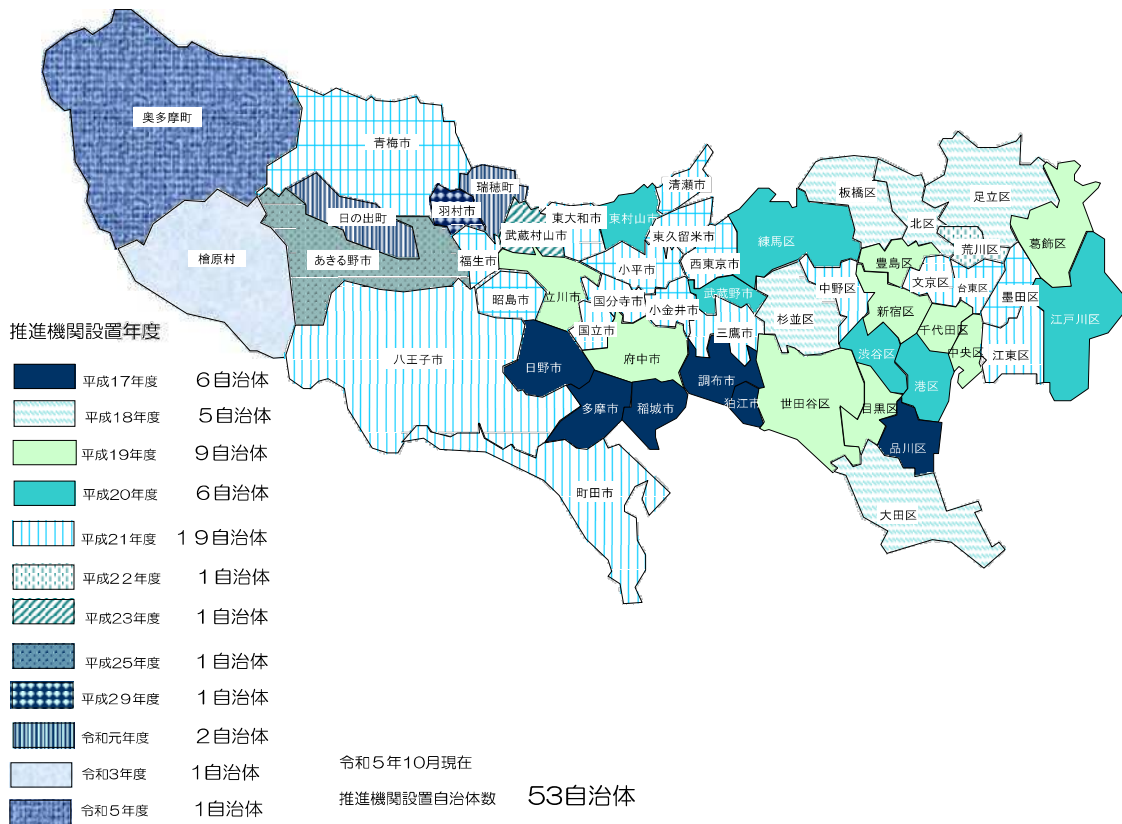 奥多摩町
青梅市
瑞穂町
羽村市
日の出町
檜原村
あきる野市
福生市
武蔵村山市
東大和市
東村山市
清瀬市
東久留米市
小平市
西東京市
昭島市
立川市
国分寺市
小金井市
武蔵野市
国立市
三鷹市
八王子市
日野市
府中市
調布市
多摩市
稲城市
狛江市
町田市
練馬区
板橋区
北区
足立区
荒川区
葛飾区
豊島区
文京区
台東区
墨田区
江戸川区
中野区
杉並区
新宿区
千代田区
中央区
江東区
渋谷区
港区
世田谷区
目黒区
品川区
大田区
推進機関設置年度
平成17年度 6自治体
平成18年度 5自治体
平成19年度 9自治体
平成20年度 6自治体
平成21年度 19自治体
平成22年度 1自治体
平成23年度 1自治体
平成25年度 1自治体
平成29年度 1自治体
令和元年度 2自治体
令和3年度 1自治体
令和5年度 1自治体
令和5年10月現在
推進機関設置自治体数 53自治体